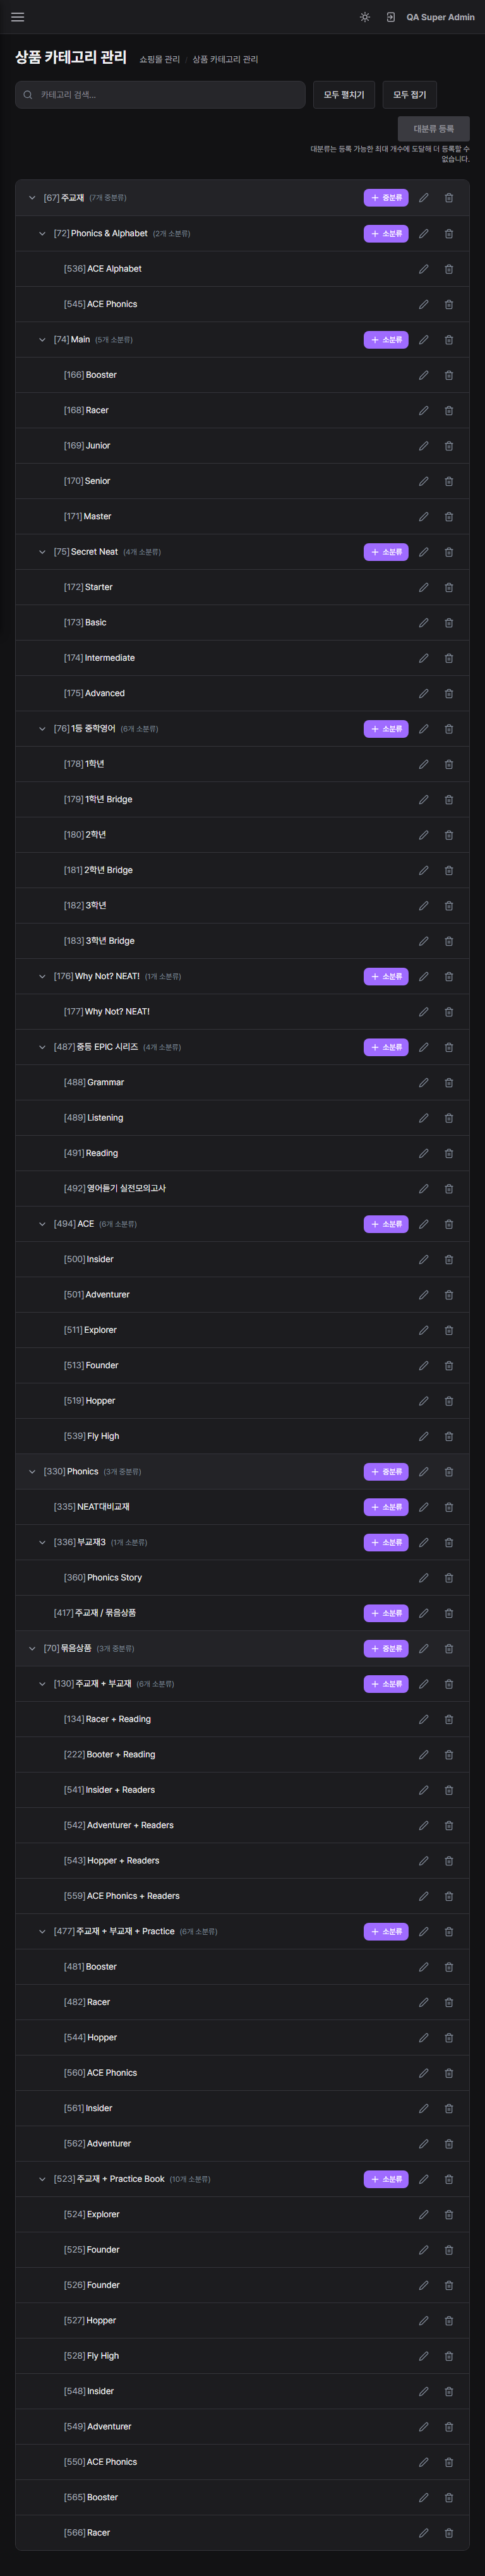 QA Super Admin
상품 카테고리 관리
쇼핑몰 관리 / 상품 카테고리 관리
카테고리 검색...
모두 펼치기
모두 접기
대분류 등록
대분류는 등록 가능한 최대 개수에 도달해 더 등록할 수
없습니다.
[67] 주교재 (7개 중분류) + 중분류
[72] Phonics & Alphabet (2개 소분류) + 소분류
[536] ACE Alphabet
[545] ACE Phonics
[74] Main (5개 소분류) + 소분류
[166] Booster
[168] Racer
[169] Junior
[170] Senior
[171] Master
[75] Secret Neat (4개 소분류) + 소분류
[172] Starter
[173] Basic
[174] Intermediate
[175] Advanced
[76] 1등 중학영어 (6개 소분류) + 소분류
[178] 1학년
[179] 1학년 Bridge
[180] 2학년
[181] 2학년 Bridge
[182] 3학년
[183] 3학년 Bridge
[176] Why Not? NEAT! (1개 소분류) + 소분류
[177] Why Not? NEAT!
[487] 중등 EPIC 시리즈 (4개 소분류) + 소분류
[488] Grammar
[489] Listening
[491] Reading
[492] 영어듣기 실전모의고사
[494] ACE (6개 소분류) + 소분류
[500] Insider
[501] Adventurer
[511] Explorer
[513] Founder
[519] Hopper
[539] Fly High
[330] Phonics (3개 중분류) + 중분류
[335] NEAT대비교재 + 소분류
[336] 부교재3 (1개 소분류) + 소분류
[360] Phonics Story
[417] 주교재 / 묶음상품 + 소분류
[70] 묶음상품 (3개 중분류) + 중분류
[130] 주교재 + 부교재 (6개 소분류) + 소분류
[134] Racer + Reading
[222] Booter + Reading
[541] Insider + Readers
[542] Adventurer + Readers
[543] Hopper + Readers
[559] ACE Phonics + Readers
[477] 주교재 + 부교재 + Practice (6개 소분류) + 소분류
[481] Booster
[482] Racer
[544] Hopper
[560] ACE Phonics
[561] Insider
[562] Adventurer
[523] 주교재 + Practice Book (10개 소분류) + 소분류
[524] Explorer
[525] Founder
[526] Founder
[527] Hopper
[528] Fly High
[548] Insider
[549] Adventurer
[550] ACE Phonics
[565] Booster
[566] Racer